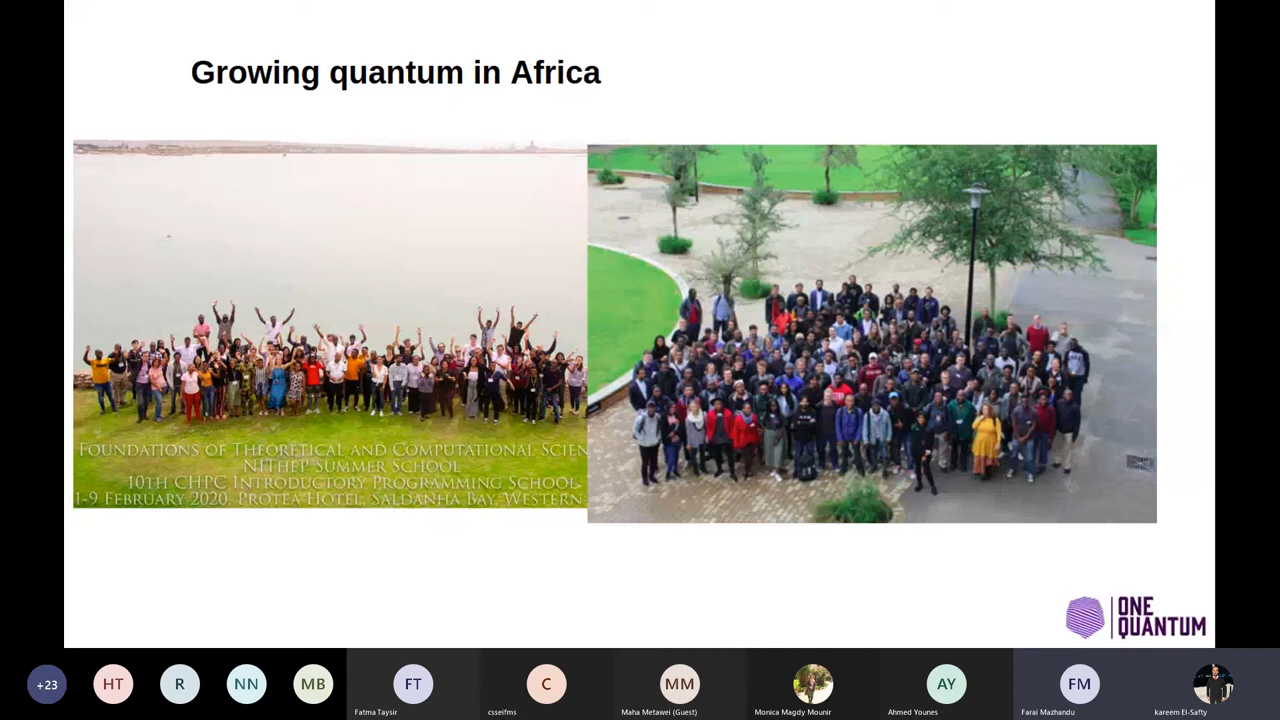 Growing quantum in Africa
Foundations of Theoretical and Computational Scien
NITheP Summer School
10th CHPC Introductory Programming School
1-9 February 2020, Protea Hotel, Saldanha Bay, Western
ONE
QUANTUM
+23
HT
R
NN
MB
FT
C
MM
AY
FM
Fatma Taysir
csseifms
Maha Metawei (Guest)
Monica Magdy Mounir
Ahmed Younes
Farai Mazhandu
kareem El-Safty